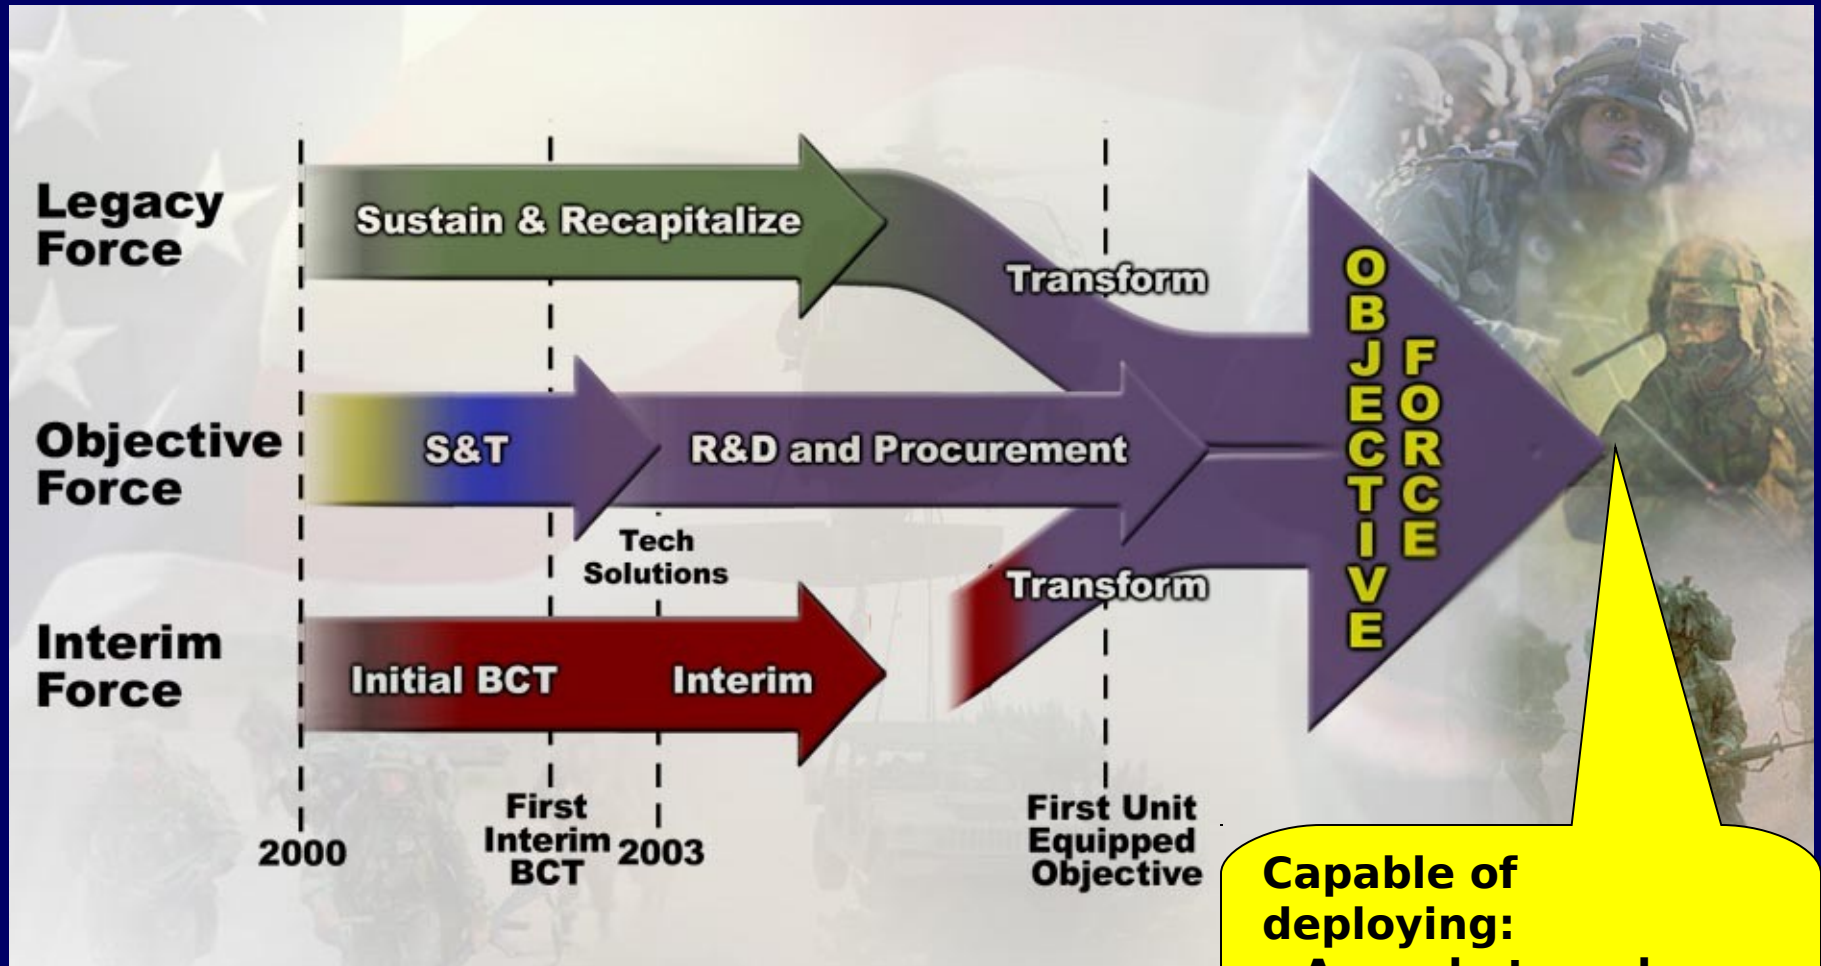 Legacy
Force
Sustain & Recapitalize
Transform
Objective
Force
S&T
R&D and Procurement
OBJECTIVE
FORCE
Tech
Solutions
Interim
Force
Initial BCT
Interim
Transform
2000
First
Interim
BCT
2003
First Unit
Equipped
Objective
Capable of
deploying: